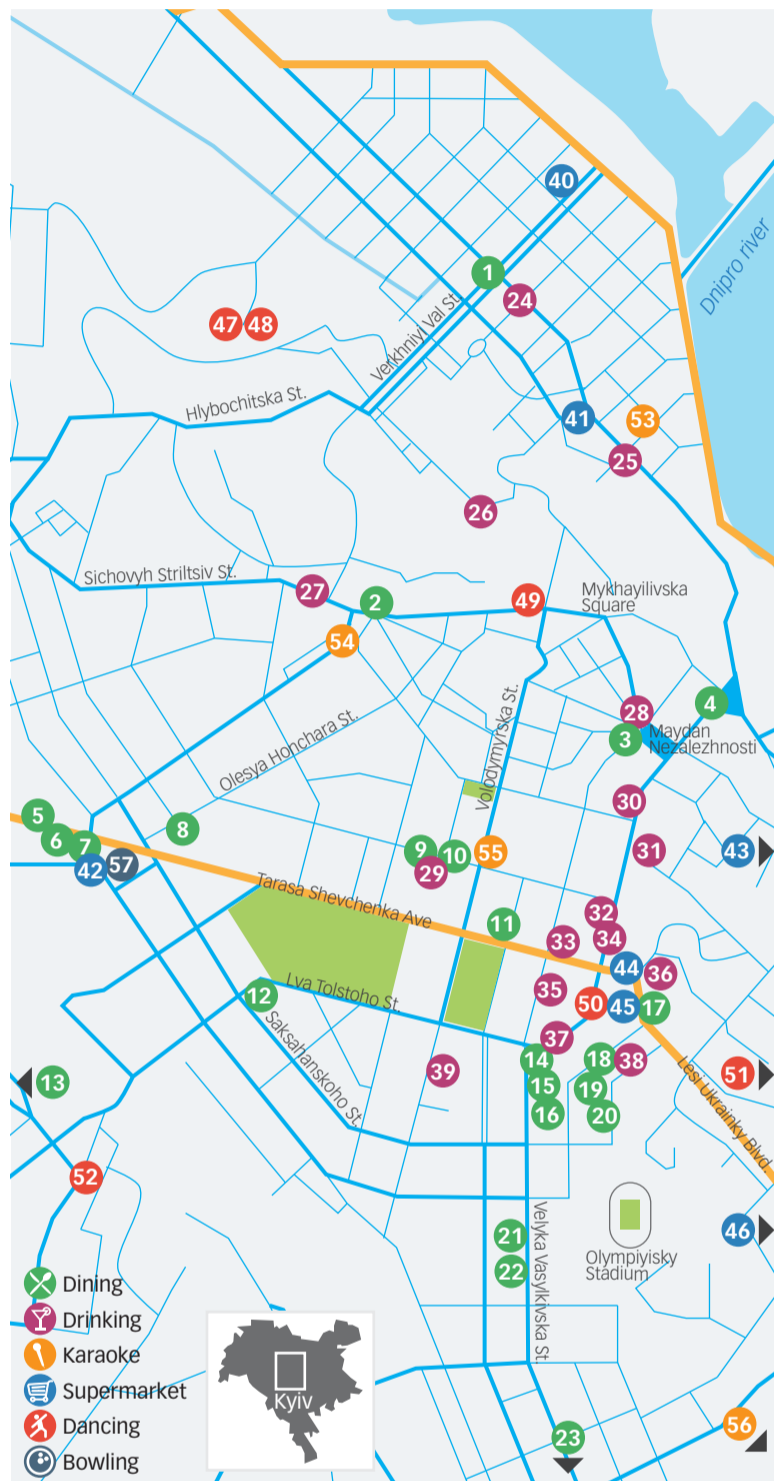 40
Dnipro river
1
24
Verkhniyi Val St.
47
48
Hlybochitska St.
41
53
25
26
Sichovyh Striltsiv St.
27
2
49
Mykhayilivska
Square
54
4
28
3
Maydan
Nezalezhnosti
Olesya Honchara St.
Volodymyrska St.
30
5
6
7
8
9
10
55
31
43
42
57
29
Tarasa Shevchenka Ave
11
32
33
34
44
36
35
12
Lva Tolstoho St.
50
45
17
Saksahanskoho St.
37
14
18
38
39
13
15
19
51
16
20
Lesi Ukrainky Blvd.
52
21
22
Velyka Vasylkivska St.
46
Olympiyisky
Stadium
Dining
Drinking
Karaoke
Supermarket
Dancing
Bowling
Kyiv
56
23